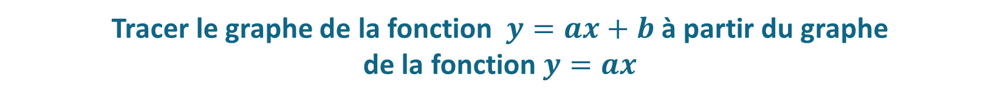 Tracer le graphe de la fonction y = ax + b à partir du graphe
de la fonction y = ax